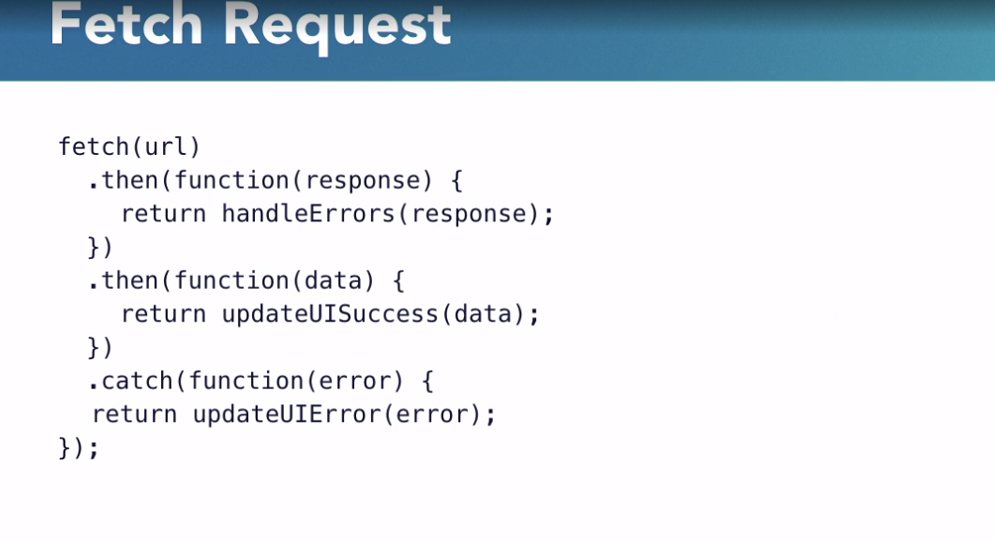 Fetch Request
fetch(url)
  .then(function(response) {
    return handleErrors(response);
  })
  .then(function(data) {
    return updateUISuccess(data);
  })
  .catch(function(error) {
  return updateUIError(error);
});